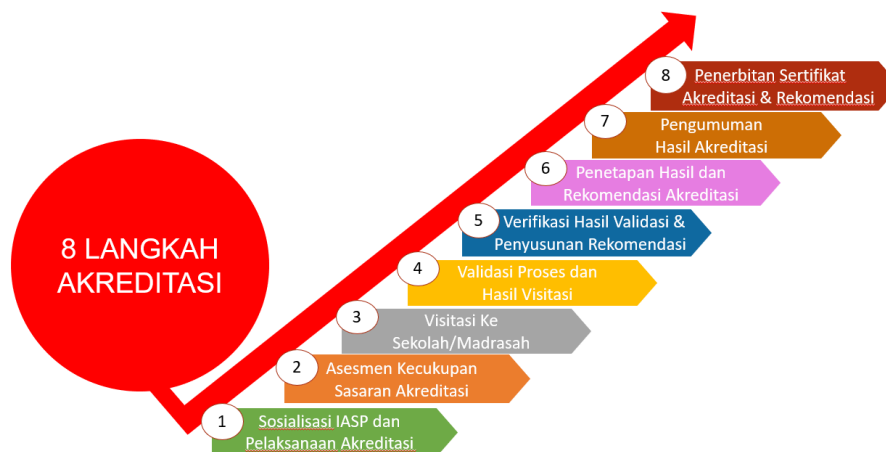 8 LANGKAH
AKREDITASI
1
Sosialisasi IASP dan
Pelaksanaan Akreditasi
2
Asesmen Kecukupan
Sasaran Akreditasi
3
Visitasi Ke
Sekolah/Madrasah
4
Validasi Proses dan
Hasil Visitasi
5
Verifikasi Hasil Validasi &
Penyusunan Rekomendasi
6
Penetapan Hasil dan
Rekomendasi Akreditasi
7
Pengumuman
Hasil Akreditasi
8
Penerbitan Sertifikat
Akreditasi & Rekomendasi